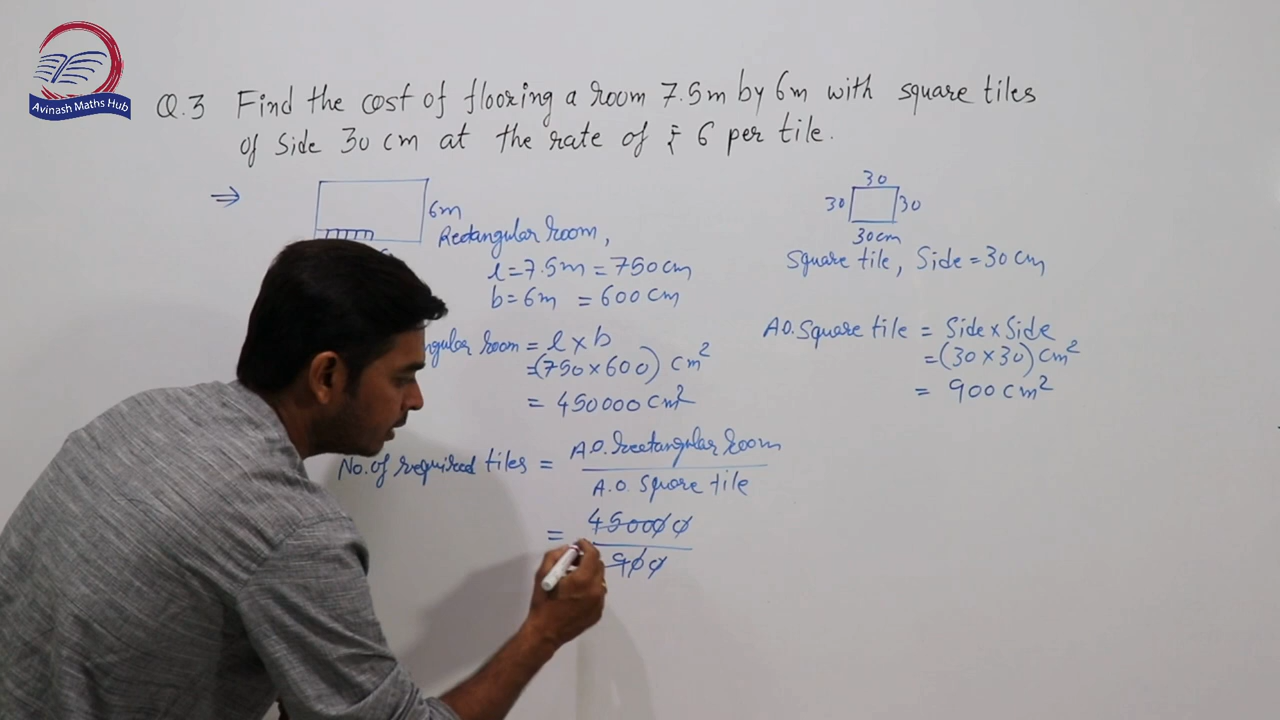 Avinash Maths Hub
Q.3 Find the cost of flooring a room 7.5m by 6m with square tiles
of side 30 cm at the rate of ₹ 6 per tile.
⇒
6m
Rectangular room,
l = 7.5m = 750 cm
b = 6m = 600 cm
ngular room = l × b
= (750 × 600) cm²
= 450000 cm²
30
30
30
30cm
Square tile, Side = 30 cm
A.O. Square tile = Side × Side
= (30 × 30) cm²
= 900 cm²
No. of required tiles = A.O. Rectangular room
A.O. Square tile
= 450000
900